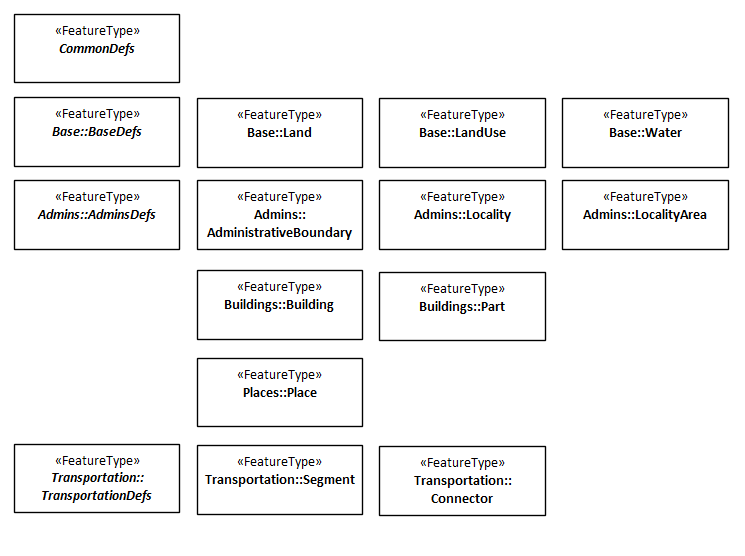 «FeatureType»
CommonDefs
«FeatureType»
Base::BaseDefs
«FeatureType»
Base::Land
«FeatureType»
Base::LandUse
«FeatureType»
Base::Water
«FeatureType»
Admins::AdminsDefs
«FeatureType»
Admins::
AdministrativeBoundary
«FeatureType»
Admins::Locality
«FeatureType»
Admins::LocalityArea
«FeatureType»
Buildings::Building
«FeatureType»
Buildings::Part
«FeatureType»
Places::Place
«FeatureType»
Transportation::
TransportationDefs
«FeatureType»
Transportation::Segment
«FeatureType»
Transportation::
Connector